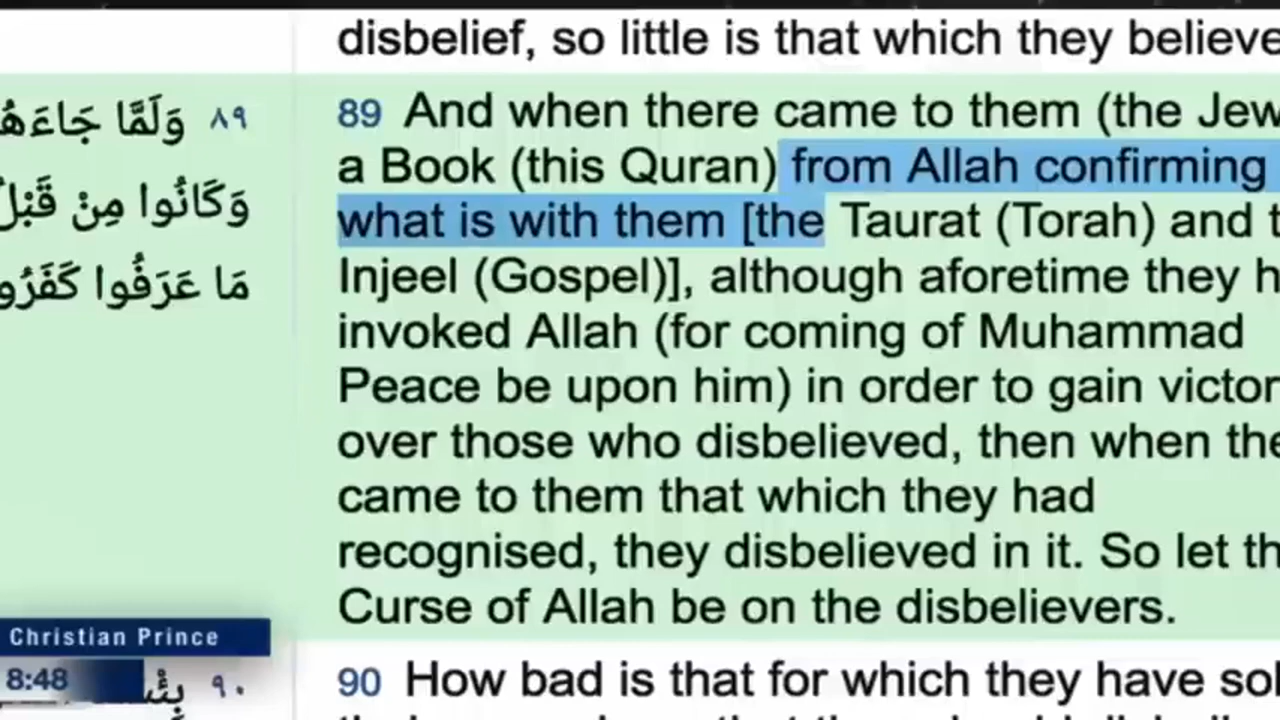 disbelief, so little is that which they believe
٨٩ وَلَمَّا جَاءَهُ
وَكَانُوا مِنْ قَبْلُ
مَا عَرَفُوا كَفَرُو
89 And when there came to them (the Jew
a Book (this Quran) from Allah confirming
what is with them [the Taurat (Torah) and t
Injeel (Gospel)], although aforetime they h
invoked Allah (for coming of Muhammad
Peace be upon him) in order to gain victor
over those who disbelieved, then when the
came to them that which they had
recognised, they disbelieved in it. So let th
Curse of Allah be on the disbelievers.
Christian Prince
8:48
٩٠
90 How bad is that for which they have sol